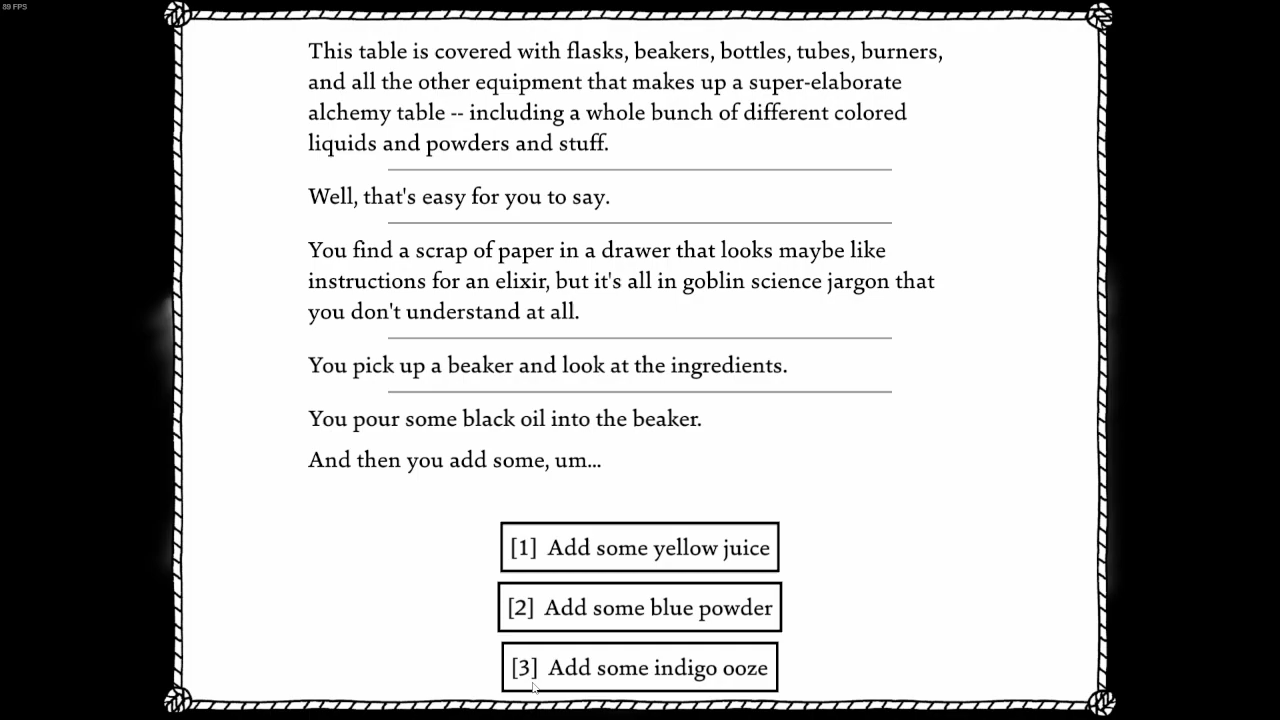 89 FPS
This table is covered with flasks, beakers, bottles, tubes, burners,
and all the other equipment that makes up a super-elaborate
alchemy table -- including a whole bunch of different colored
liquids and powders and stuff.
Well, that's easy for you to say.
You find a scrap of paper in a drawer that looks maybe like
instructions for an elixir, but it's all in goblin science jargon that
you don't understand at all.
You pick up a beaker and look at the ingredients.
You pour some black oil into the beaker.
And then you add some, um...
[1] Add some yellow juice
[2] Add some blue powder
[3] Add some indigo ooze